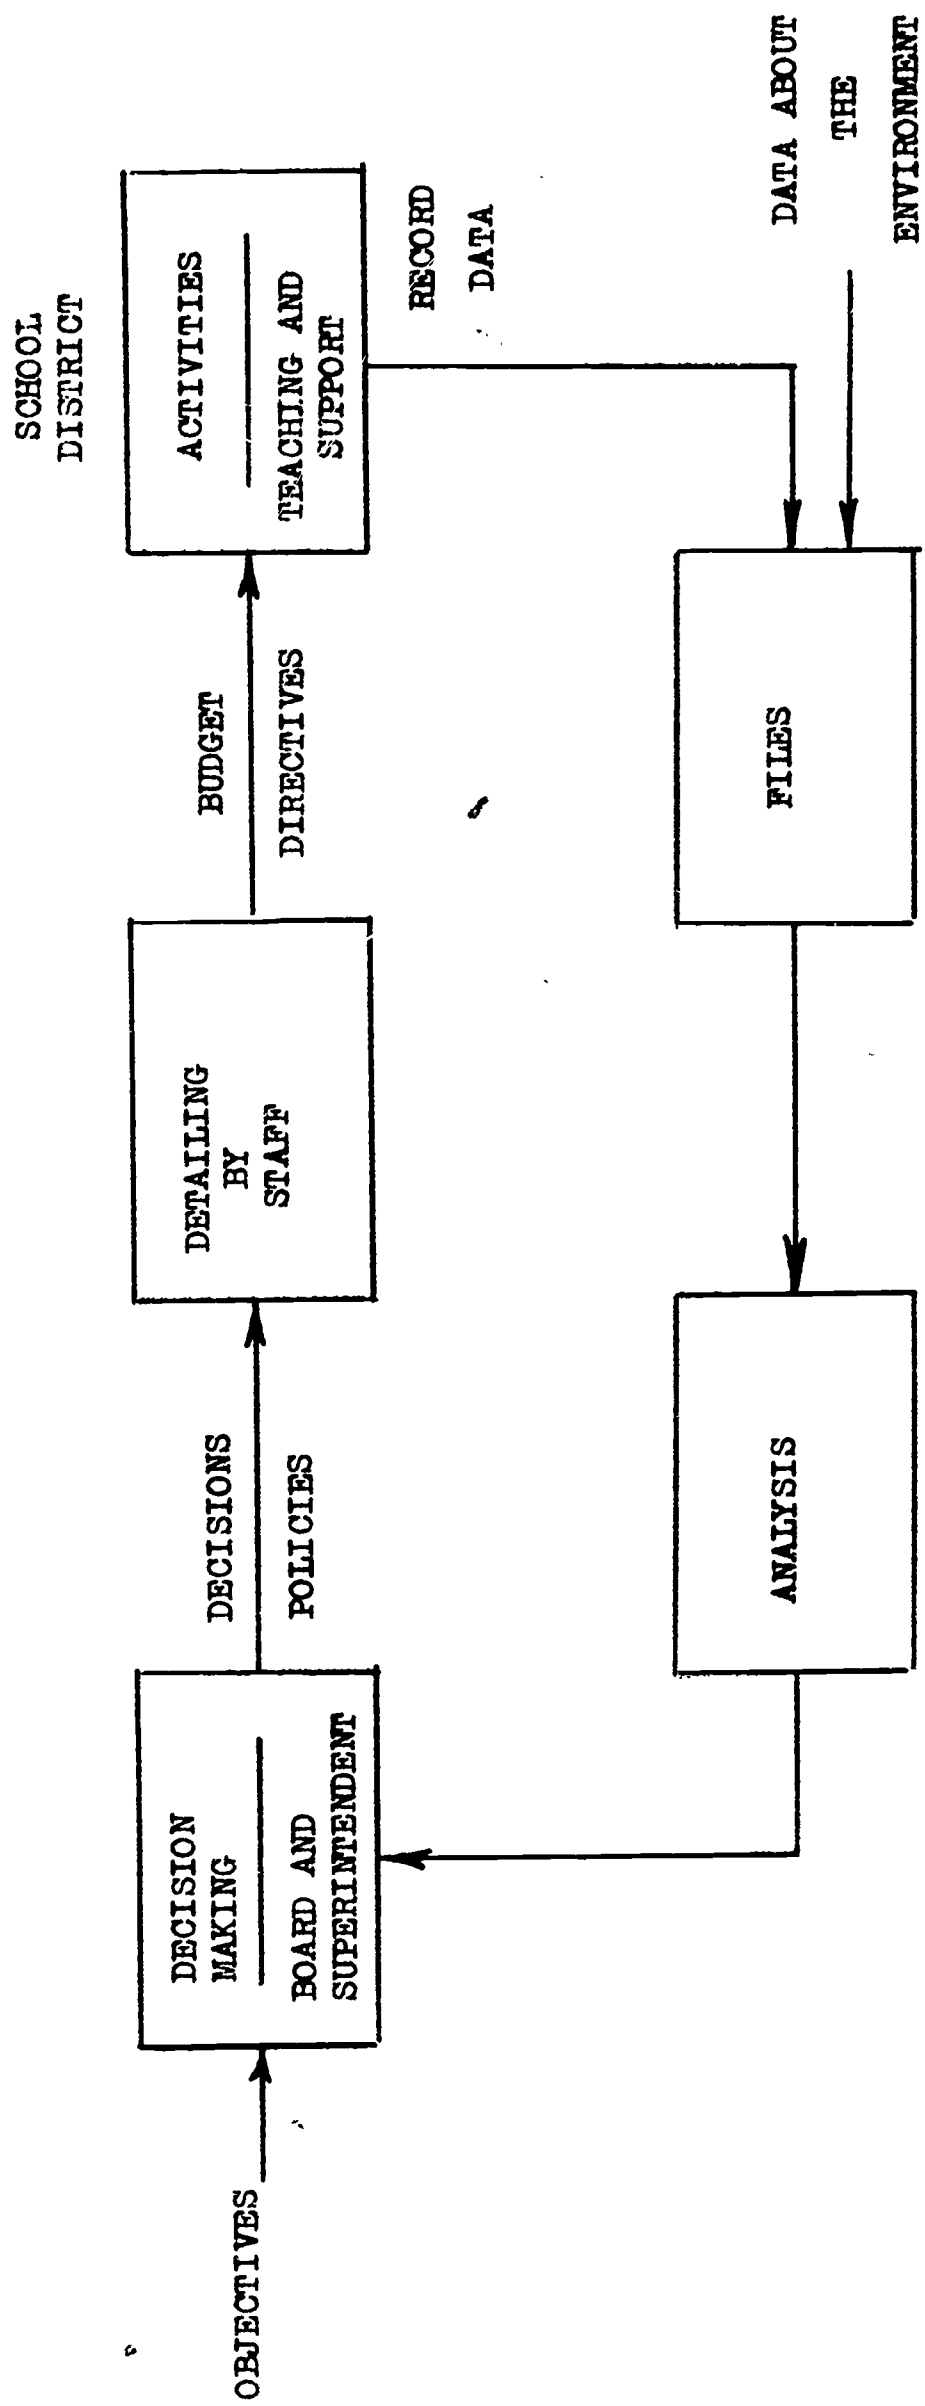 SCHOOL
DISTRICT
OBJECTIVES
DECISION
MAKING
BOARD AND
SUPERINTENDENT
DECISIONS
POLICIES
DETAILING
BY
STAFF
BUDGET
DIRECTIVES
ACTIVITIES
TEACHING AND
SUPPORT
RECORD
DATA
DATA ABOUT
THE
ENVIRONMENT
FILES
ANALYSIS